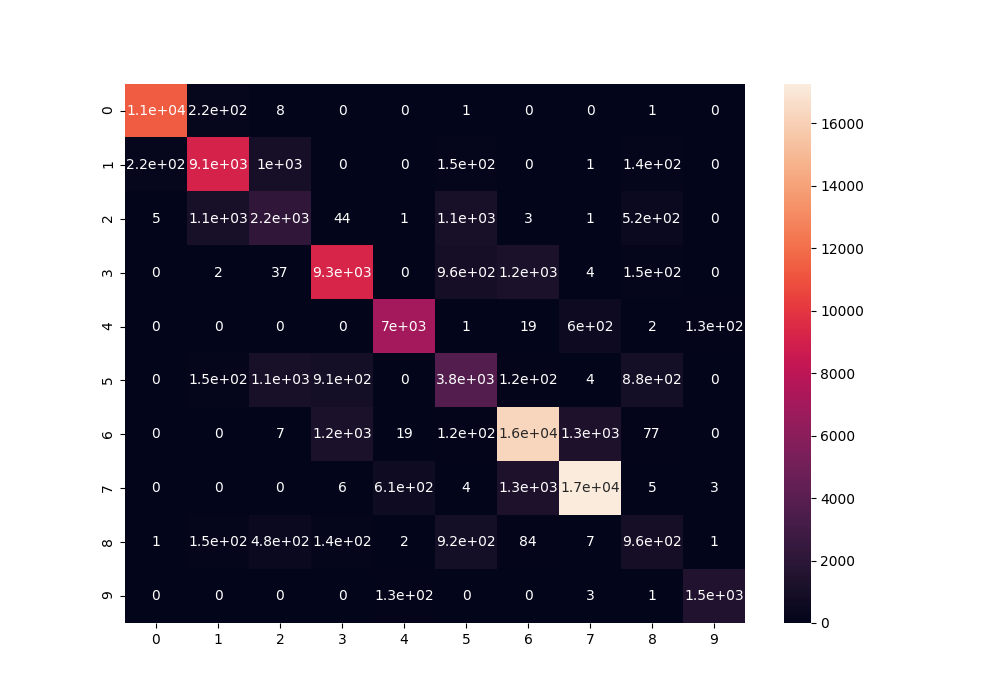 0 1.1e+04 2.2e+02 8 0 0 1 0 0 1 0
1 2.2e+02 9.1e+03 1e+03 0 0 1.5e+02 0 1 1.4e+02 0
2 5 1.1e+03 2.2e+03 44 1 1.1e+03 3 1 5.2e+02 0
3 0 2 37 9.3e+03 0 9.6e+02 1.2e+03 4 1.5e+02 0
4 0 0 0 0 7e+03 1 19 6e+02 2 1.3e+02
5 0 1.5e+02 1.1e+03 9.1e+02 0 3.8e+03 1.2e+02 4 8.8e+02 0
6 0 0 7 1.2e+03 19 1.2e+02 1.6e+04 1.3e+03 77 0
7 0 0 0 6 6.1e+02 4 1.3e+03 1.7e+04 5 3
8 1 1.5e+02 4.8e+02 1.4e+02 2 9.2e+02 84 7 9.6e+02 1
9 0 0 0 0 1.3e+02 0 0 3 1 1.5e+03
0 1 2 3 4 5 6 7 8 9
16000
14000
12000
10000
8000
6000
4000
2000
0